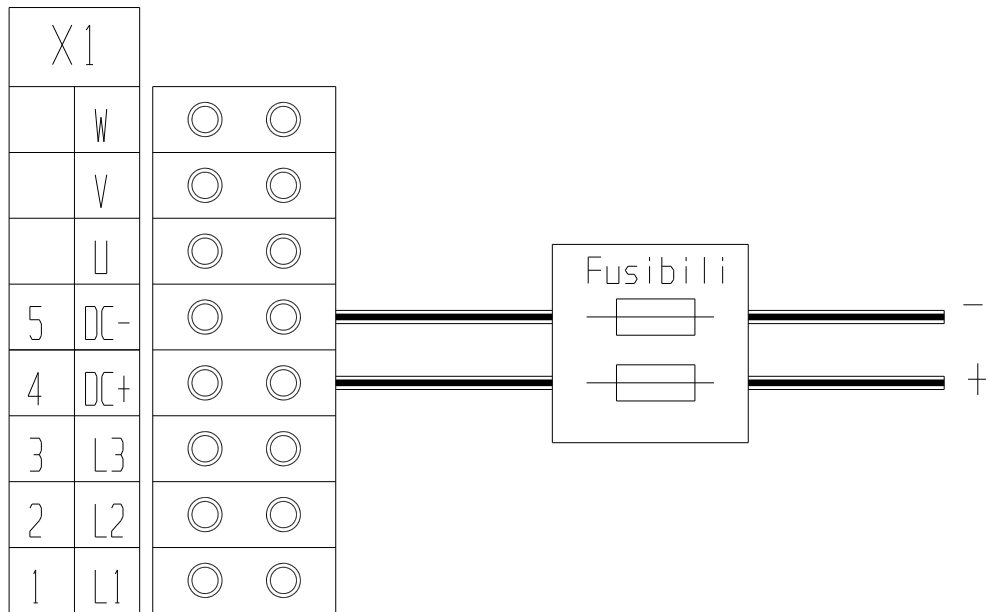 X1
W
V
U
Fusibili
5 DC- -
4 DC+ +
3 L3
2 L2
1 L1